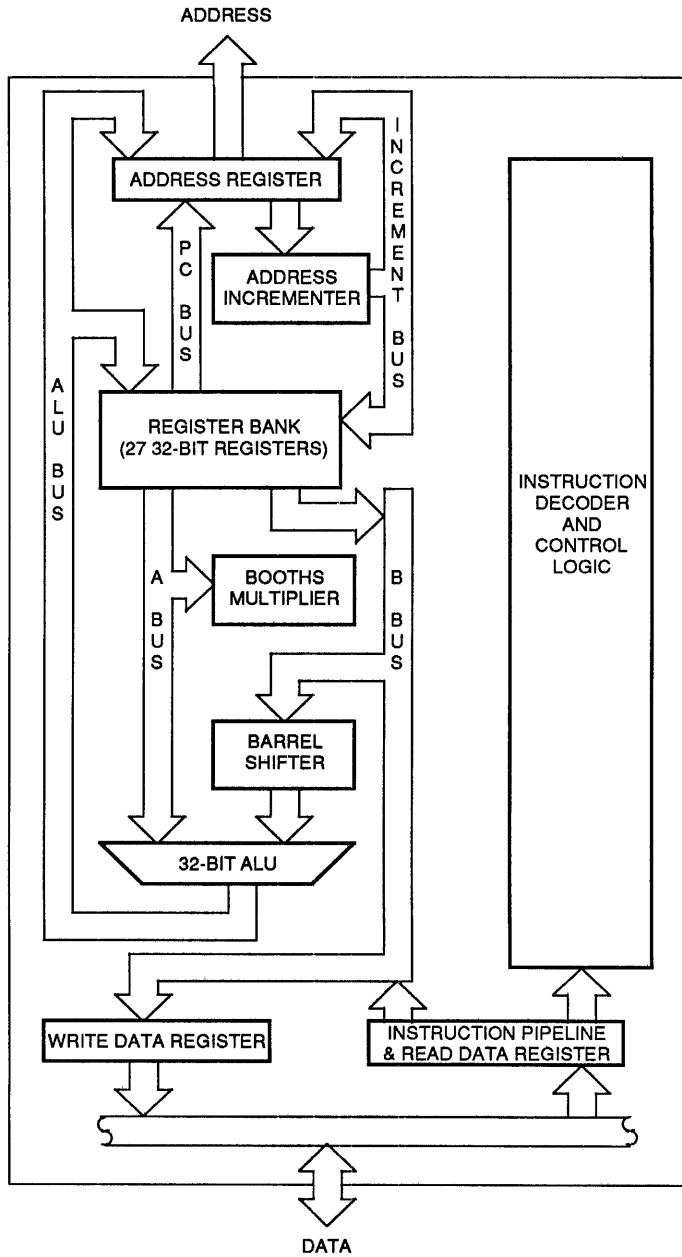 ADDRESS
ADDRESS REGISTER
INCREMENT BUS
PC BUS
ADDRESS
INCREMENTER
ALU BUS
REGISTER BANK
(27 32-BIT REGISTERS)
INSTRUCTION
DECODER
AND
CONTROL
LOGIC
A BUS
BOOTHS
MULTIPLIER
B BUS
BARREL
SHIFTER
32-BIT ALU
WRITE DATA REGISTER
INSTRUCTION PIPELINE
& READ DATA REGISTER
DATA